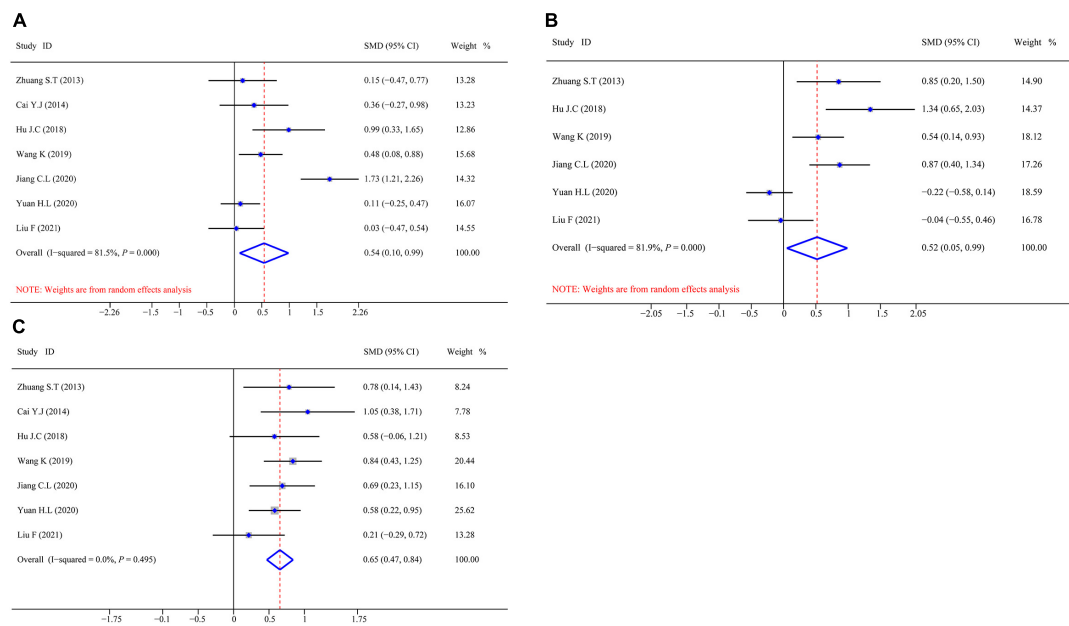 A
Study ID SMD (95% CI) Weight %
Zhuang S.T (2013) 0.15 (−0.47, 0.77) 13.28
Cai Y.J (2014) 0.36 (−0.27, 0.98) 13.23
Hu J.C (2018) 0.99 (0.33, 1.65) 12.86
Wang K (2019) 0.48 (0.08, 0.88) 15.68
Jiang C.L (2020) 1.73 (1.21, 2.26) 14.32
Yuan H.L (2020) 0.11 (−0.25, 0.47) 16.07
Liu F (2021) 0.03 (−0.47, 0.54) 14.55
Overall (I−squared = 81.5%, P = 0.000) 0.54 (0.10, 0.99) 100.00
NOTE: Weights are from random effects analysis
−2.26 −1.5 −1 −0.5 0 0.5 1 1.5 2.26
B
Study ID SMD (95% CI) Weight %
Zhuang S.T (2013) 0.85 (0.20, 1.50) 14.90
Hu J.C (2018) 1.34 (0.65, 2.03) 14.37
Wang K (2019) 0.54 (0.14, 0.93) 18.12
Jiang C.L (2020) 0.87 (0.40, 1.34) 17.26
Yuan H.L (2020) −0.22 (−0.58, 0.14) 18.59
Liu F (2021) −0.04 (−0.55, 0.46) 16.78
Overall (I−squared = 81.9%, P = 0.000) 0.52 (0.05, 0.99) 100.00
NOTE: Weights are from random effects analysis
−2.05 −1.5 −1 −0.5 0 0.5 1 1.5 2.05
C
Study ID SMD (95% CI) Weight %
Zhuang S.T (2013) 0.78 (0.14, 1.43) 8.24
Cai Y.J (2014) 1.05 (0.38, 1.71) 7.78
Hu J.C (2018) 0.58 (−0.06, 1.21) 8.53
Wang K (2019) 0.84 (0.43, 1.25) 20.44
Jiang C.L (2020) 0.69 (0.23, 1.15) 16.10
Yuan H.L (2020) 0.58 (0.22, 0.95) 25.62
Liu F (2021) 0.21 (−0.29, 0.72) 13.28
Overall (I−squared = 0.0%, P = 0.495) 0.65 (0.47, 0.84) 100.00
−1.75 −0.1 −0.5 0 0.5 1 1.75